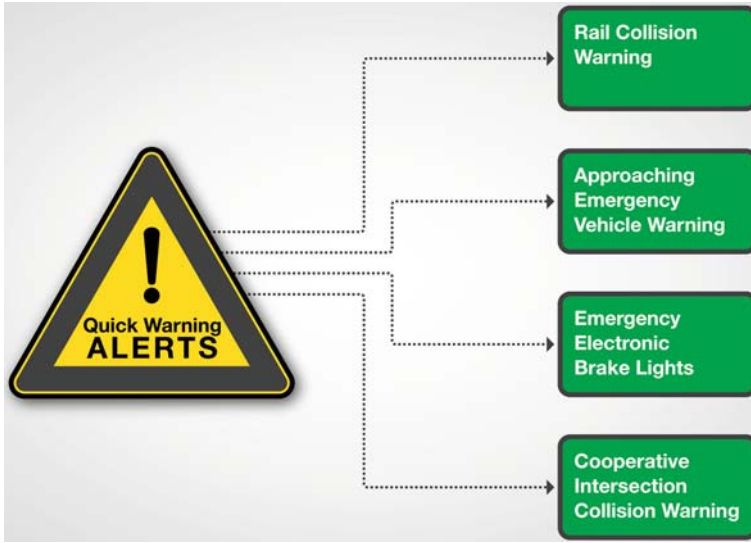 Rail Collision
Warning
Approaching
Emergency
Vehicle Warning
!
Quick Warning
ALERTS
Emergency
Electronic
Brake Lights
Cooperative
Intersection
Collision Warning